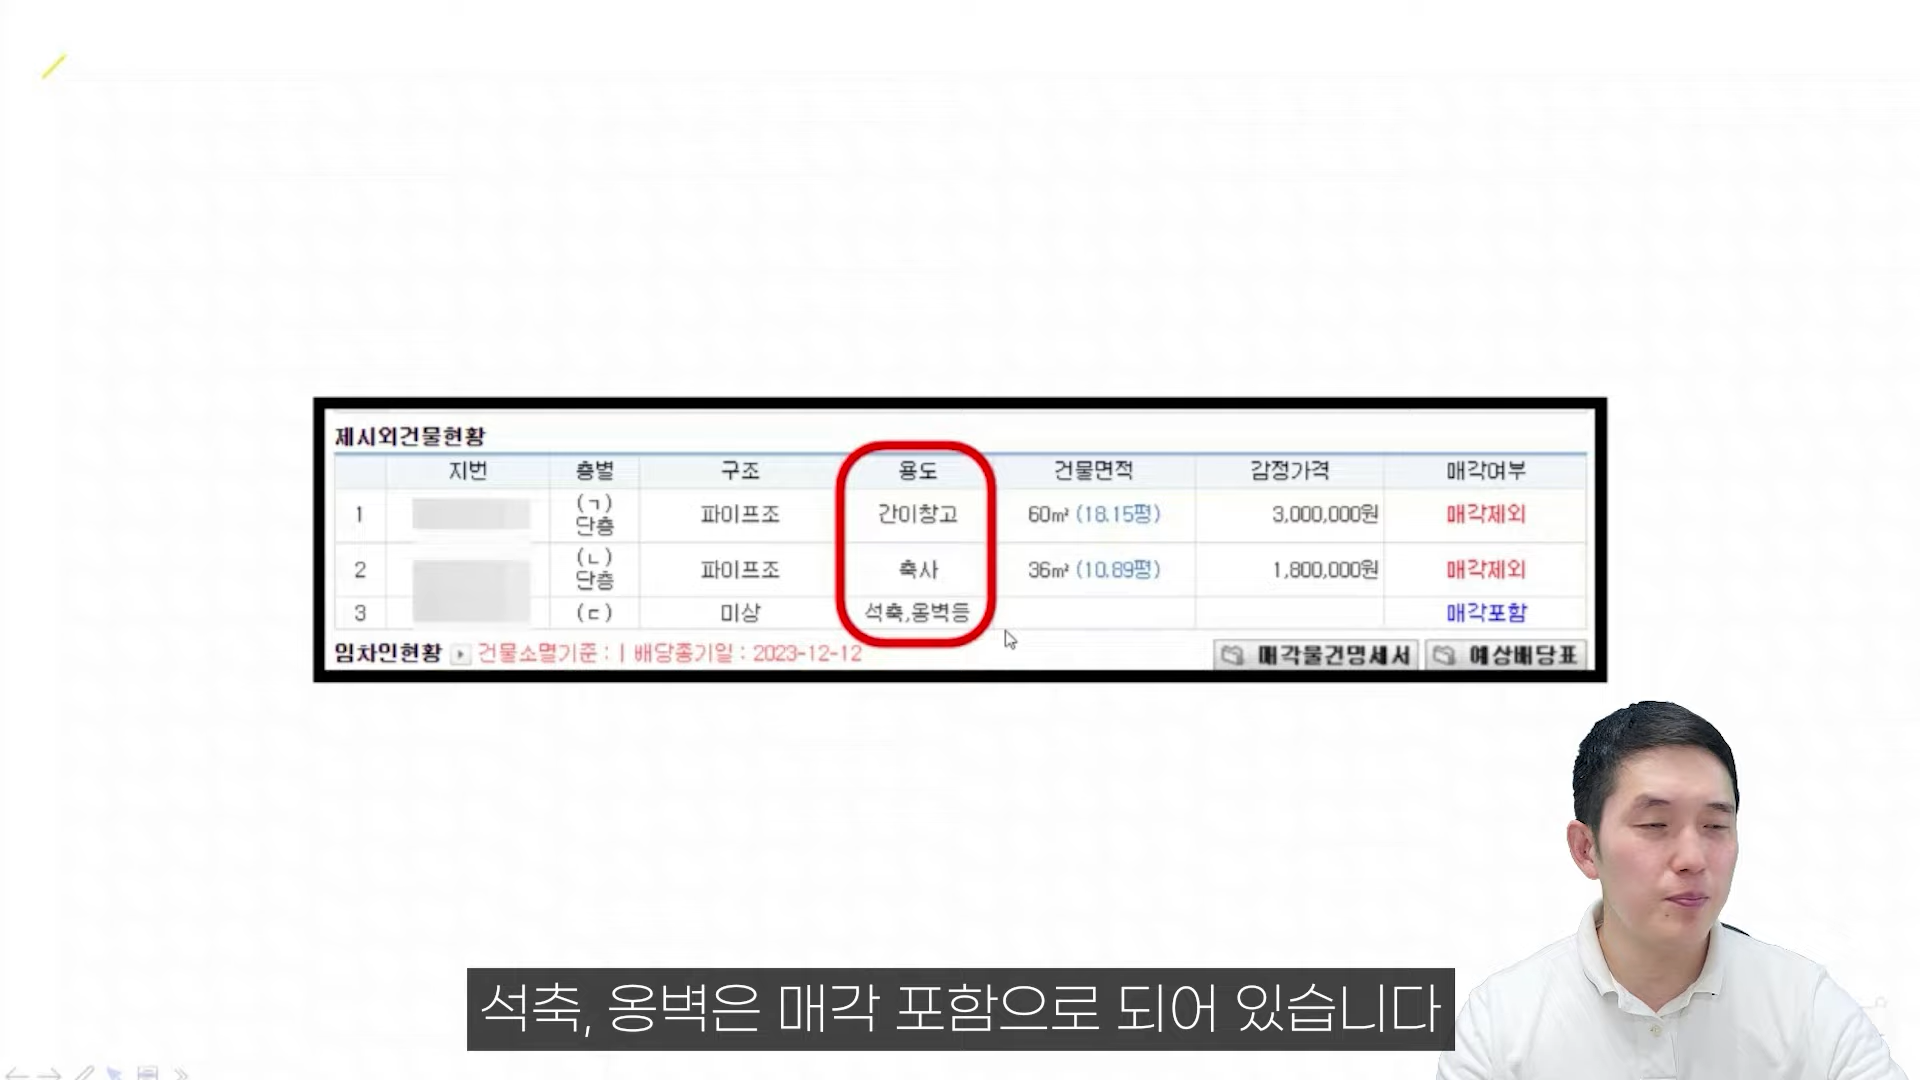 제시외건물현황
지번 층별 구조 용도 건물면적 감정가격 매각여부
1 (ㄱ) 단층 파이프조 간이창고 60㎡ (18.15평) 3,000,000원 매각제외
2 (ㄴ) 단층 파이프조 축사 36㎡ (10.89평) 1,800,000원 매각제외
3 (ㄷ) 미상 석축,옹벽등 매각포함
임차인현황 건물소멸기준 : | 배당종기일 : 2023-12-12 매각물건명세서 예상배당표
석축, 옹벽은 매각 포함으로 되어 있습니다